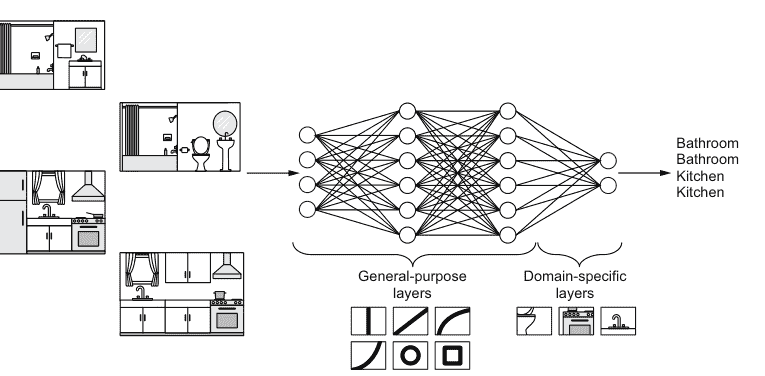 Bathroom
Bathroom
Kitchen
Kitchen
General-purpose
layers
Domain-specific
layers